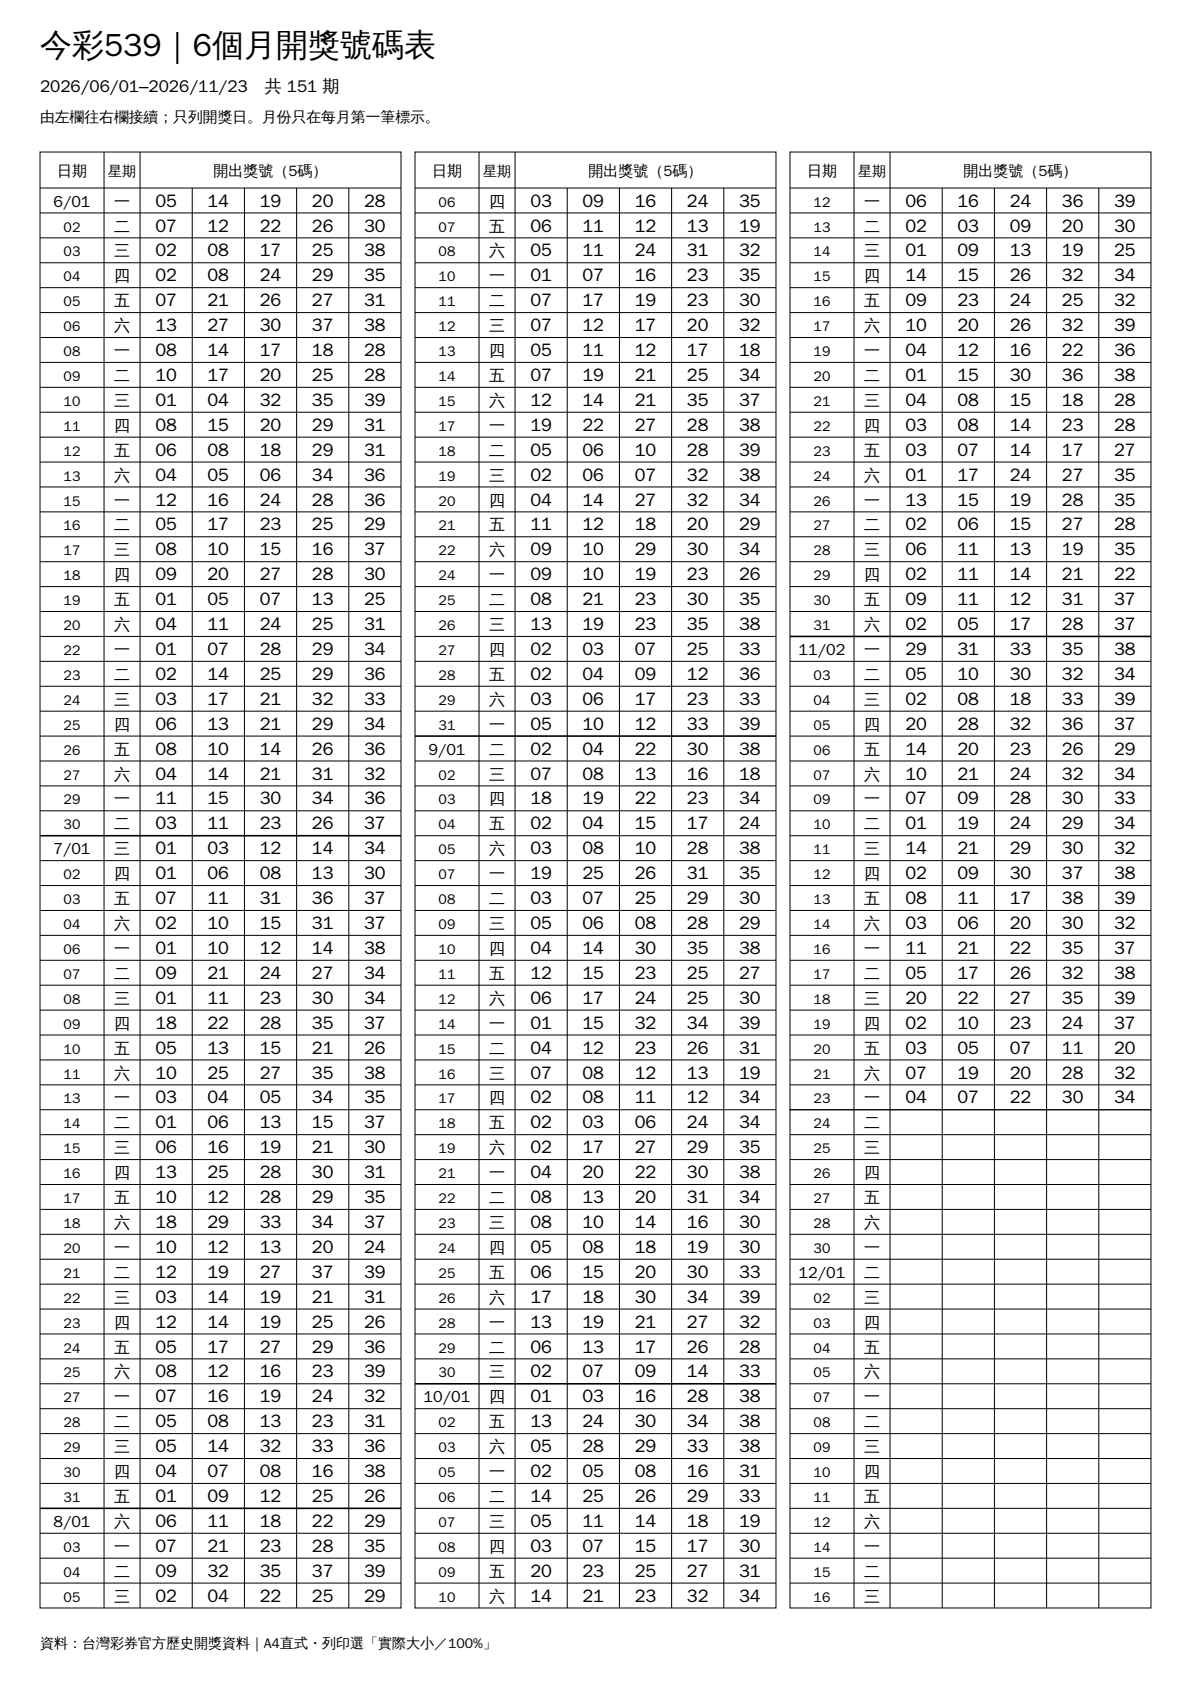 今彩539｜6個月開獎號碼表
2026/06/01–2026/11/23　共 151 期
由左欄往右欄接續；只列開獎日。月份只在每月第一筆標示。
日期 星期 開出獎號（5碼）
6/01 一 05 14 19 20 28
02 二 07 12 22 26 30
03 三 02 08 17 25 38
04 四 02 08 24 29 35
05 五 07 21 26 27 31
06 六 13 27 30 37 38
08 一 08 14 17 18 28
09 二 10 17 20 25 28
10 三 01 04 32 35 39
11 四 08 15 20 29 31
12 五 06 08 18 29 31
13 六 04 05 06 34 36
15 一 12 16 24 28 36
16 二 05 17 23 25 29
17 三 08 10 15 16 37
18 四 09 20 27 28 30
19 五 01 05 07 13 25
20 六 04 11 24 25 31
22 一 01 07 28 29 34
23 二 02 14 25 29 36
24 三 03 17 21 32 33
25 四 06 13 21 29 34
26 五 08 10 14 26 36
27 六 04 14 21 31 32
29 一 11 15 30 34 36
30 二 03 11 23 26 37
7/01 三 01 03 12 14 34
02 四 01 06 08 13 30
03 五 07 11 31 36 37
04 六 02 10 15 31 37
06 一 01 10 12 14 38
07 二 09 21 24 27 34
08 三 01 11 23 30 34
09 四 18 22 28 35 37
10 五 05 13 15 21 26
11 六 10 25 27 35 38
13 一 03 04 05 34 35
14 二 01 06 13 15 37
15 三 06 16 19 21 30
16 四 13 25 28 30 31
17 五 10 12 28 29 35
18 六 18 29 33 34 37
20 一 10 12 13 20 24
21 二 12 19 27 37 39
22 三 03 14 19 21 31
23 四 12 14 19 25 26
24 五 05 17 27 29 36
25 六 08 12 16 23 39
27 一 07 16 19 24 32
28 二 05 08 13 23 31
29 三 05 14 32 33 36
30 四 04 07 08 16 38
31 五 01 09 12 25 26
8/01 六 06 11 18 22 29
03 一 07 21 23 28 35
04 二 09 32 35 37 39
05 三 02 04 22 25 29
日期 星期 開出獎號（5碼）
06 四 03 09 16 24 35
07 五 06 11 12 13 19
08 六 05 11 24 31 32
10 一 01 07 16 23 35
11 二 07 17 19 23 30
12 三 07 12 17 20 32
13 四 05 11 12 17 18
14 五 07 19 21 25 34
15 六 12 14 21 35 37
17 一 19 22 27 28 38
18 二 05 06 10 28 39
19 三 02 06 07 32 38
20 四 04 14 27 32 34
21 五 11 12 18 20 29
22 六 09 10 29 30 34
24 一 09 10 19 23 26
25 二 08 21 23 30 35
26 三 13 19 23 35 38
27 四 02 03 07 25 33
28 五 02 04 09 12 36
29 六 03 06 17 23 33
31 一 05 10 12 33 39
9/01 二 02 04 22 30 38
02 三 07 08 13 16 18
03 四 18 19 22 23 34
04 五 02 04 15 17 24
05 六 03 08 10 28 38
07 一 19 25 26 31 35
08 二 03 07 25 29 30
09 三 05 06 08 28 29
10 四 04 14 30 35 38
11 五 12 15 23 25 27
12 六 06 17 24 25 30
14 一 01 15 32 34 39
15 二 04 12 23 26 31
16 三 07 08 12 13 19
17 四 02 08 11 12 34
18 五 02 03 06 24 34
19 六 02 17 27 29 35
21 一 04 20 22 30 38
22 二 08 13 20 31 34
23 三 08 10 14 16 30
24 四 05 08 18 19 30
25 五 06 15 20 30 33
26 六 17 18 30 34 39
28 一 13 19 21 27 32
29 二 06 13 17 26 28
30 三 02 07 09 14 33
10/01 四 01 03 16 28 38
02 五 13 24 30 34 38
03 六 05 28 29 33 38
05 一 02 05 08 16 31
06 二 14 25 26 29 33
07 三 05 11 14 18 19
08 四 03 07 15 17 30
09 五 20 23 25 27 31
10 六 14 21 23 32 34
日期 星期 開出獎號（5碼）
12 一 06 16 24 36 39
13 二 02 03 09 20 30
14 三 01 09 13 19 25
15 四 14 15 26 32 34
16 五 09 23 24 25 32
17 六 10 20 26 32 39
19 一 04 12 16 22 36
20 二 01 15 30 36 38
21 三 04 08 15 18 28
22 四 03 08 14 23 28
23 五 03 07 14 17 27
24 六 01 17 24 27 35
26 一 13 15 19 28 35
27 二 02 06 15 27 28
28 三 06 11 13 19 35
29 四 02 11 14 21 22
30 五 09 11 12 31 37
31 六 02 05 17 28 37
11/02 一 29 31 33 35 38
03 二 05 10 30 32 34
04 三 02 08 18 33 39
05 四 20 28 32 36 37
06 五 14 20 23 26 29
07 六 10 21 24 32 34
09 一 07 09 28 30 33
10 二 01 19 24 29 34
11 三 14 21 29 30 32
12 四 02 09 30 37 38
13 五 08 11 17 38 39
14 六 03 06 20 30 32
16 一 11 21 22 35 37
17 二 05 17 26 32 38
18 三 20 22 27 35 39
19 四 02 10 23 24 37
20 五 03 05 07 11 20
21 六 07 19 20 28 32
23 一 04 07 22 30 34
24 二
25 三
26 四
27 五
28 六
30 一
12/01 二
02 三
03 四
04 五
05 六
07 一
08 二
09 三
10 四
11 五
12 六
14 一
15 二
16 三
資料：台灣彩券官方歷史開獎資料｜A4直式・列印選「實際大小／100%」